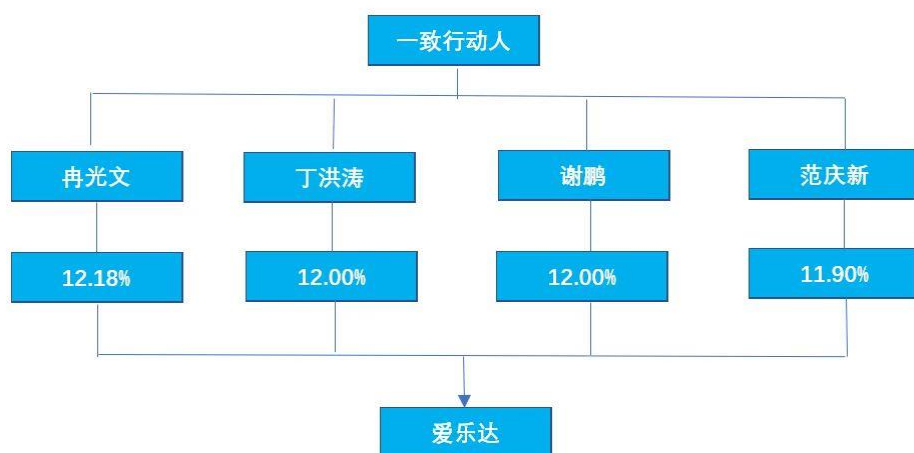 一致行动人
冉光文
丁洪涛
谢鹏
范庆新
12.18%
12.00%
12.00%
11.90%
爱乐达